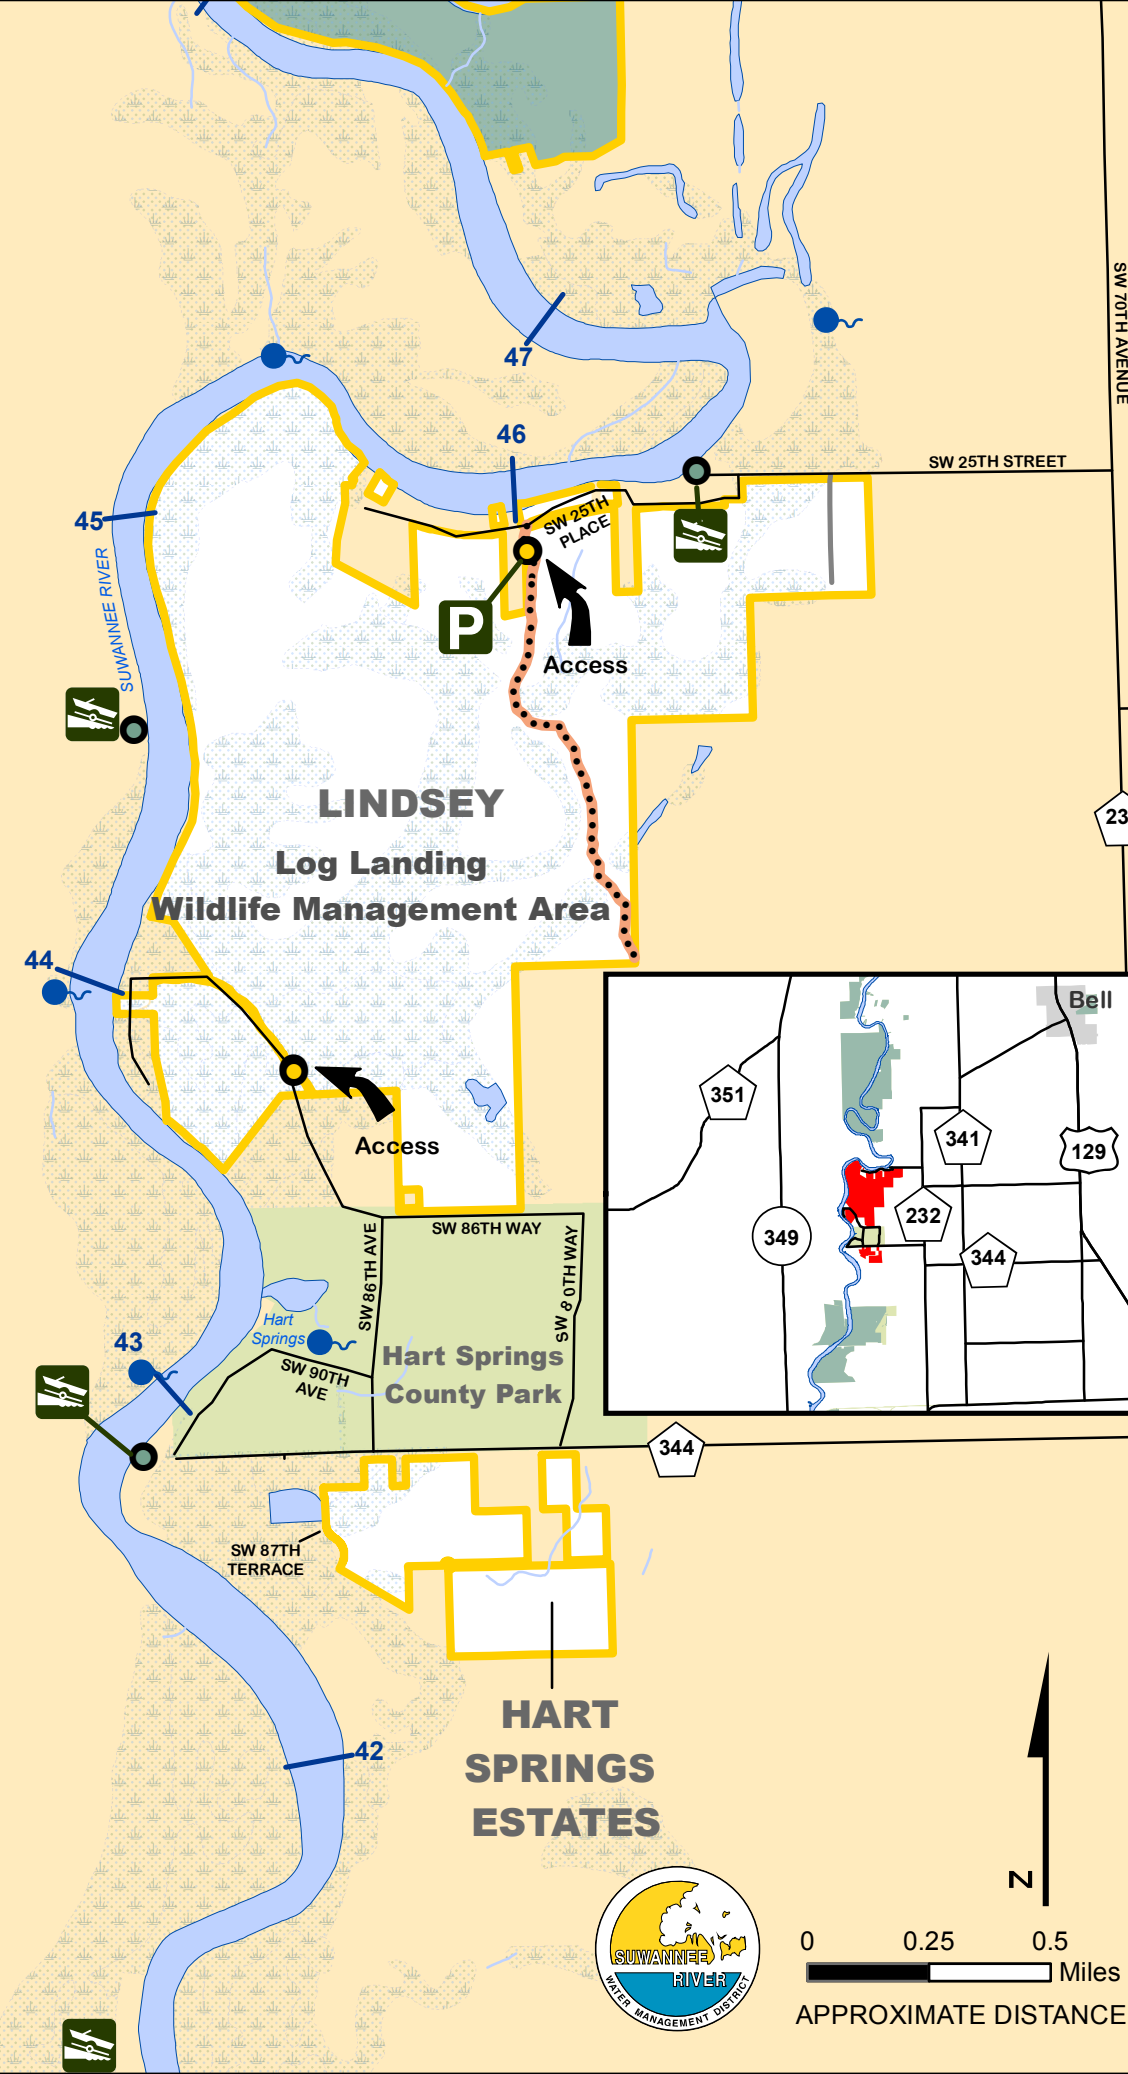 SW 70TH AVENUE
47
46
SW 25TH STREET
45
SW 25TH
PLACE
SUWANNEE RIVER
P
Access
LINDSEY
Log Landing
Wildlife Management Area
23
44
Bell
351
341
129
349
232
344
Access
SW 86TH WAY
SW 86TH AVE
SW 8 0TH WAY
Hart
Springs
43
SW 90TH
AVE
Hart Springs
County Park
344
SW 87TH
TERRACE
HART
SPRINGS
ESTATES
42
N
SUWANNEE
RIVER
WATER MANAGEMENT DISTRICT
0 0.25 0.5
Miles
APPROXIMATE DISTANCE